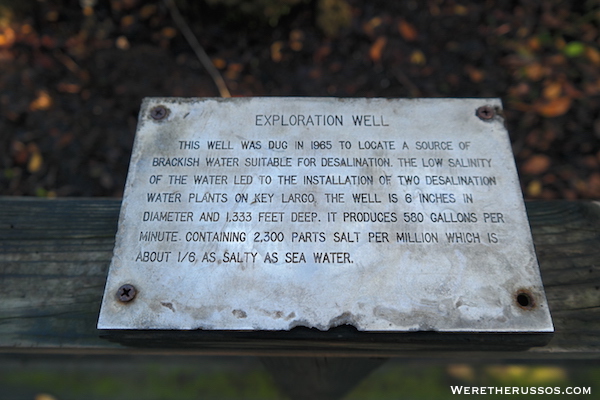 EXPLORATION WELL
THIS WELL WAS DUG IN 1965 TO LOCATE A SOURCE OF
BRACKISH WATER SUITABLE FOR DESALINATION. THE LOW SALINITY
OF THE WATER LED TO THE INSTALLATION OF TWO DESALINATION
WATER PLANTS ON KEY LARGO. THE WELL IS 8 INCHES IN
DIAMETER AND 1,333 FEET DEEP. IT PRODUCES 580 GALLONS PER
MINUTE CONTAINING 2,300 PARTS SALT PER MILLION WHICH IS
ABOUT 1/6 AS SALTY AS SEA WATER.
WERETHERUSSOS.COM